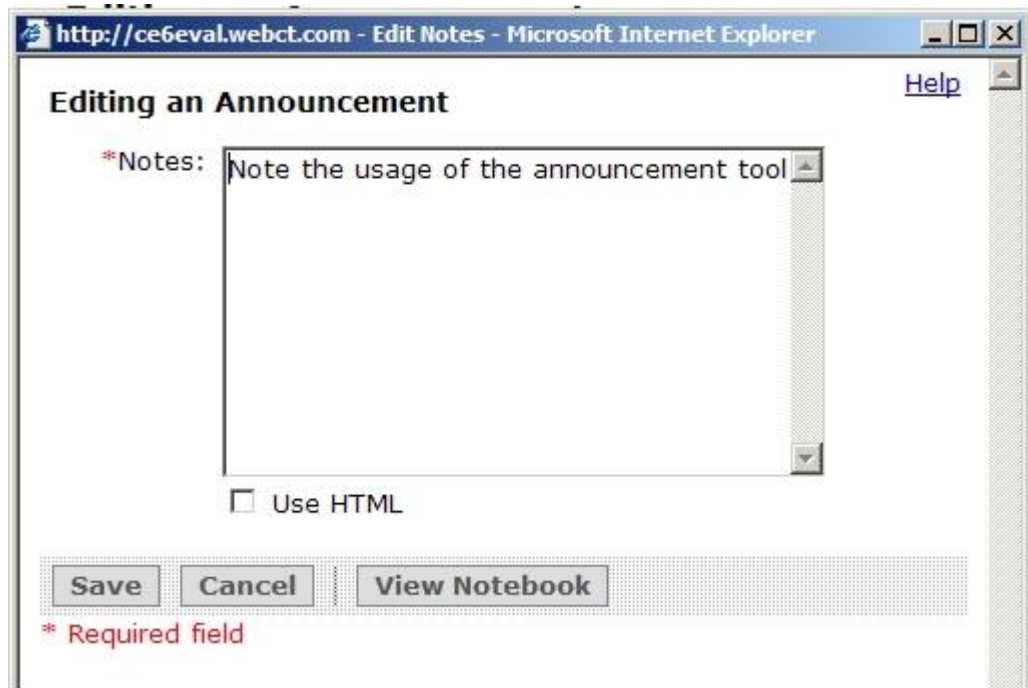 http://ce6eval.webct.com - Edit Notes - Microsoft Internet Explorer
Help
Editing an Announcement
*Notes:
Note the usage of the announcement tool
Use HTML
Save Cancel View Notebook
* Required field